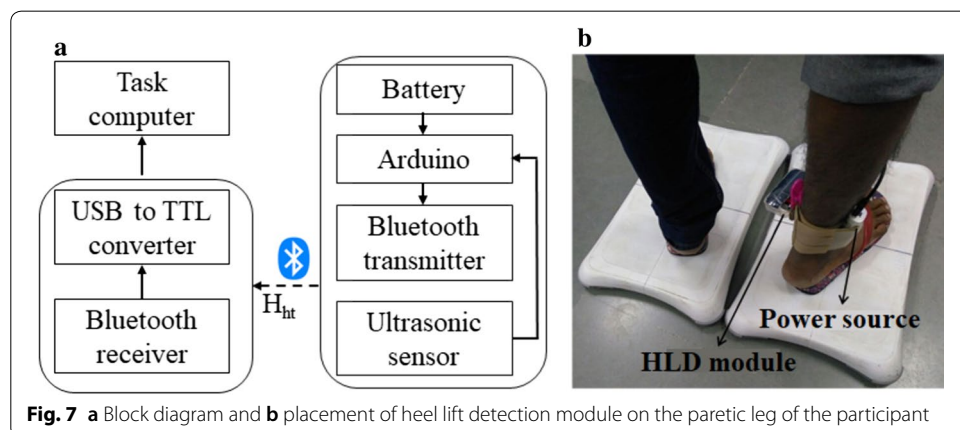 a
Task
computer
USB to TTL
converter
Bluetooth
receiver
H_ht
Battery
Arduino
Bluetooth
transmitter
Ultrasonic
sensor
b
Power source
HLD module
Fig. 7 a Block diagram and b placement of heel lift detection module on the paretic leg of the participant